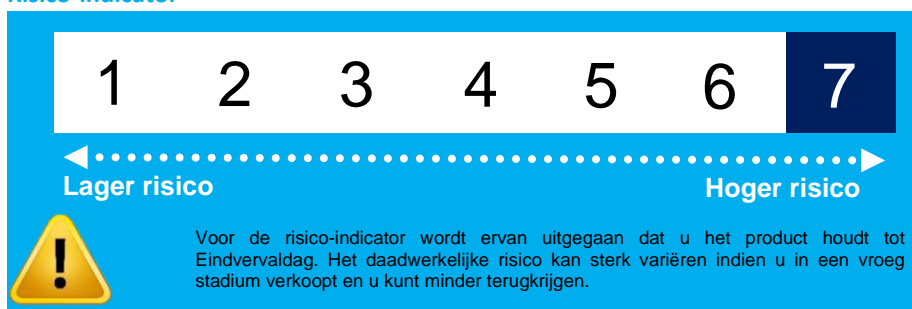 Risico-indicator
1 2 3 4 5 6 7
Lager risico Hoger risico
Voor de risico-indicator wordt ervan uitgegaan dat u het product houdt tot
Eindvervaldag. Het daadwerkelijke risico kan sterk variëren indien u in een vroeg
stadium verkoopt en u kunt minder terugkrijgen.